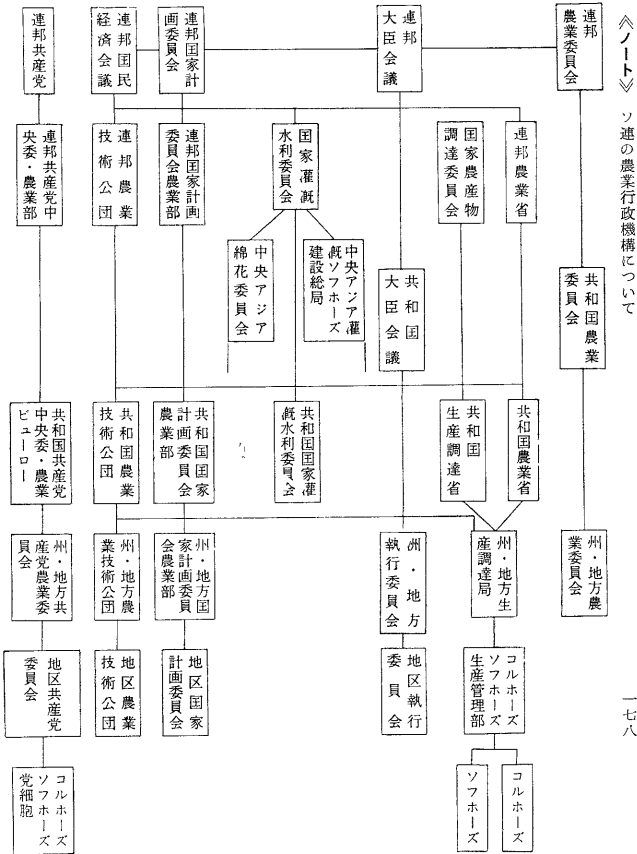 《ノート》 ソ連の農業行政機構について
一七八
連邦
農業委員会
連邦
大臣会議
連邦国家計
画委員会
連邦国民
経済会議
連邦共産党
連邦農業省
国家農産物
調達委員会
国家灌漑
水利委員会
連邦国家計画
委員会農業部
連邦農業
技術公団
連邦共産党中
央委・農業部
共和国農業
委員会
共和国
大臣会議
中央アジア灌
漑ソフホーズ
建設総局
中央アジア
綿花委員会
共和国農業省
共和国
生産調達省
共和国国家灌
漑水利委員会
共和国国家
計画委員会
農業部
共和国農業
技術公団
共和国共産党
中央委・農業
ビューロー
州・地方農
業委員会
州・地方生
産調達局
洲・地方
執行委員会
州・地方国
家計画委員
会農業部
州・地方農
業技術公団
州・地方共
産党農業委
員会
コルホーズ
ソフホーズ
生産管理部
地区執行
委員会
地区国家
計画委員会
地区農業
技術公団
地区共産党
委員会
コルホーズ
ソフホーズ
コルホーズ
ソフホーズ
党細胞